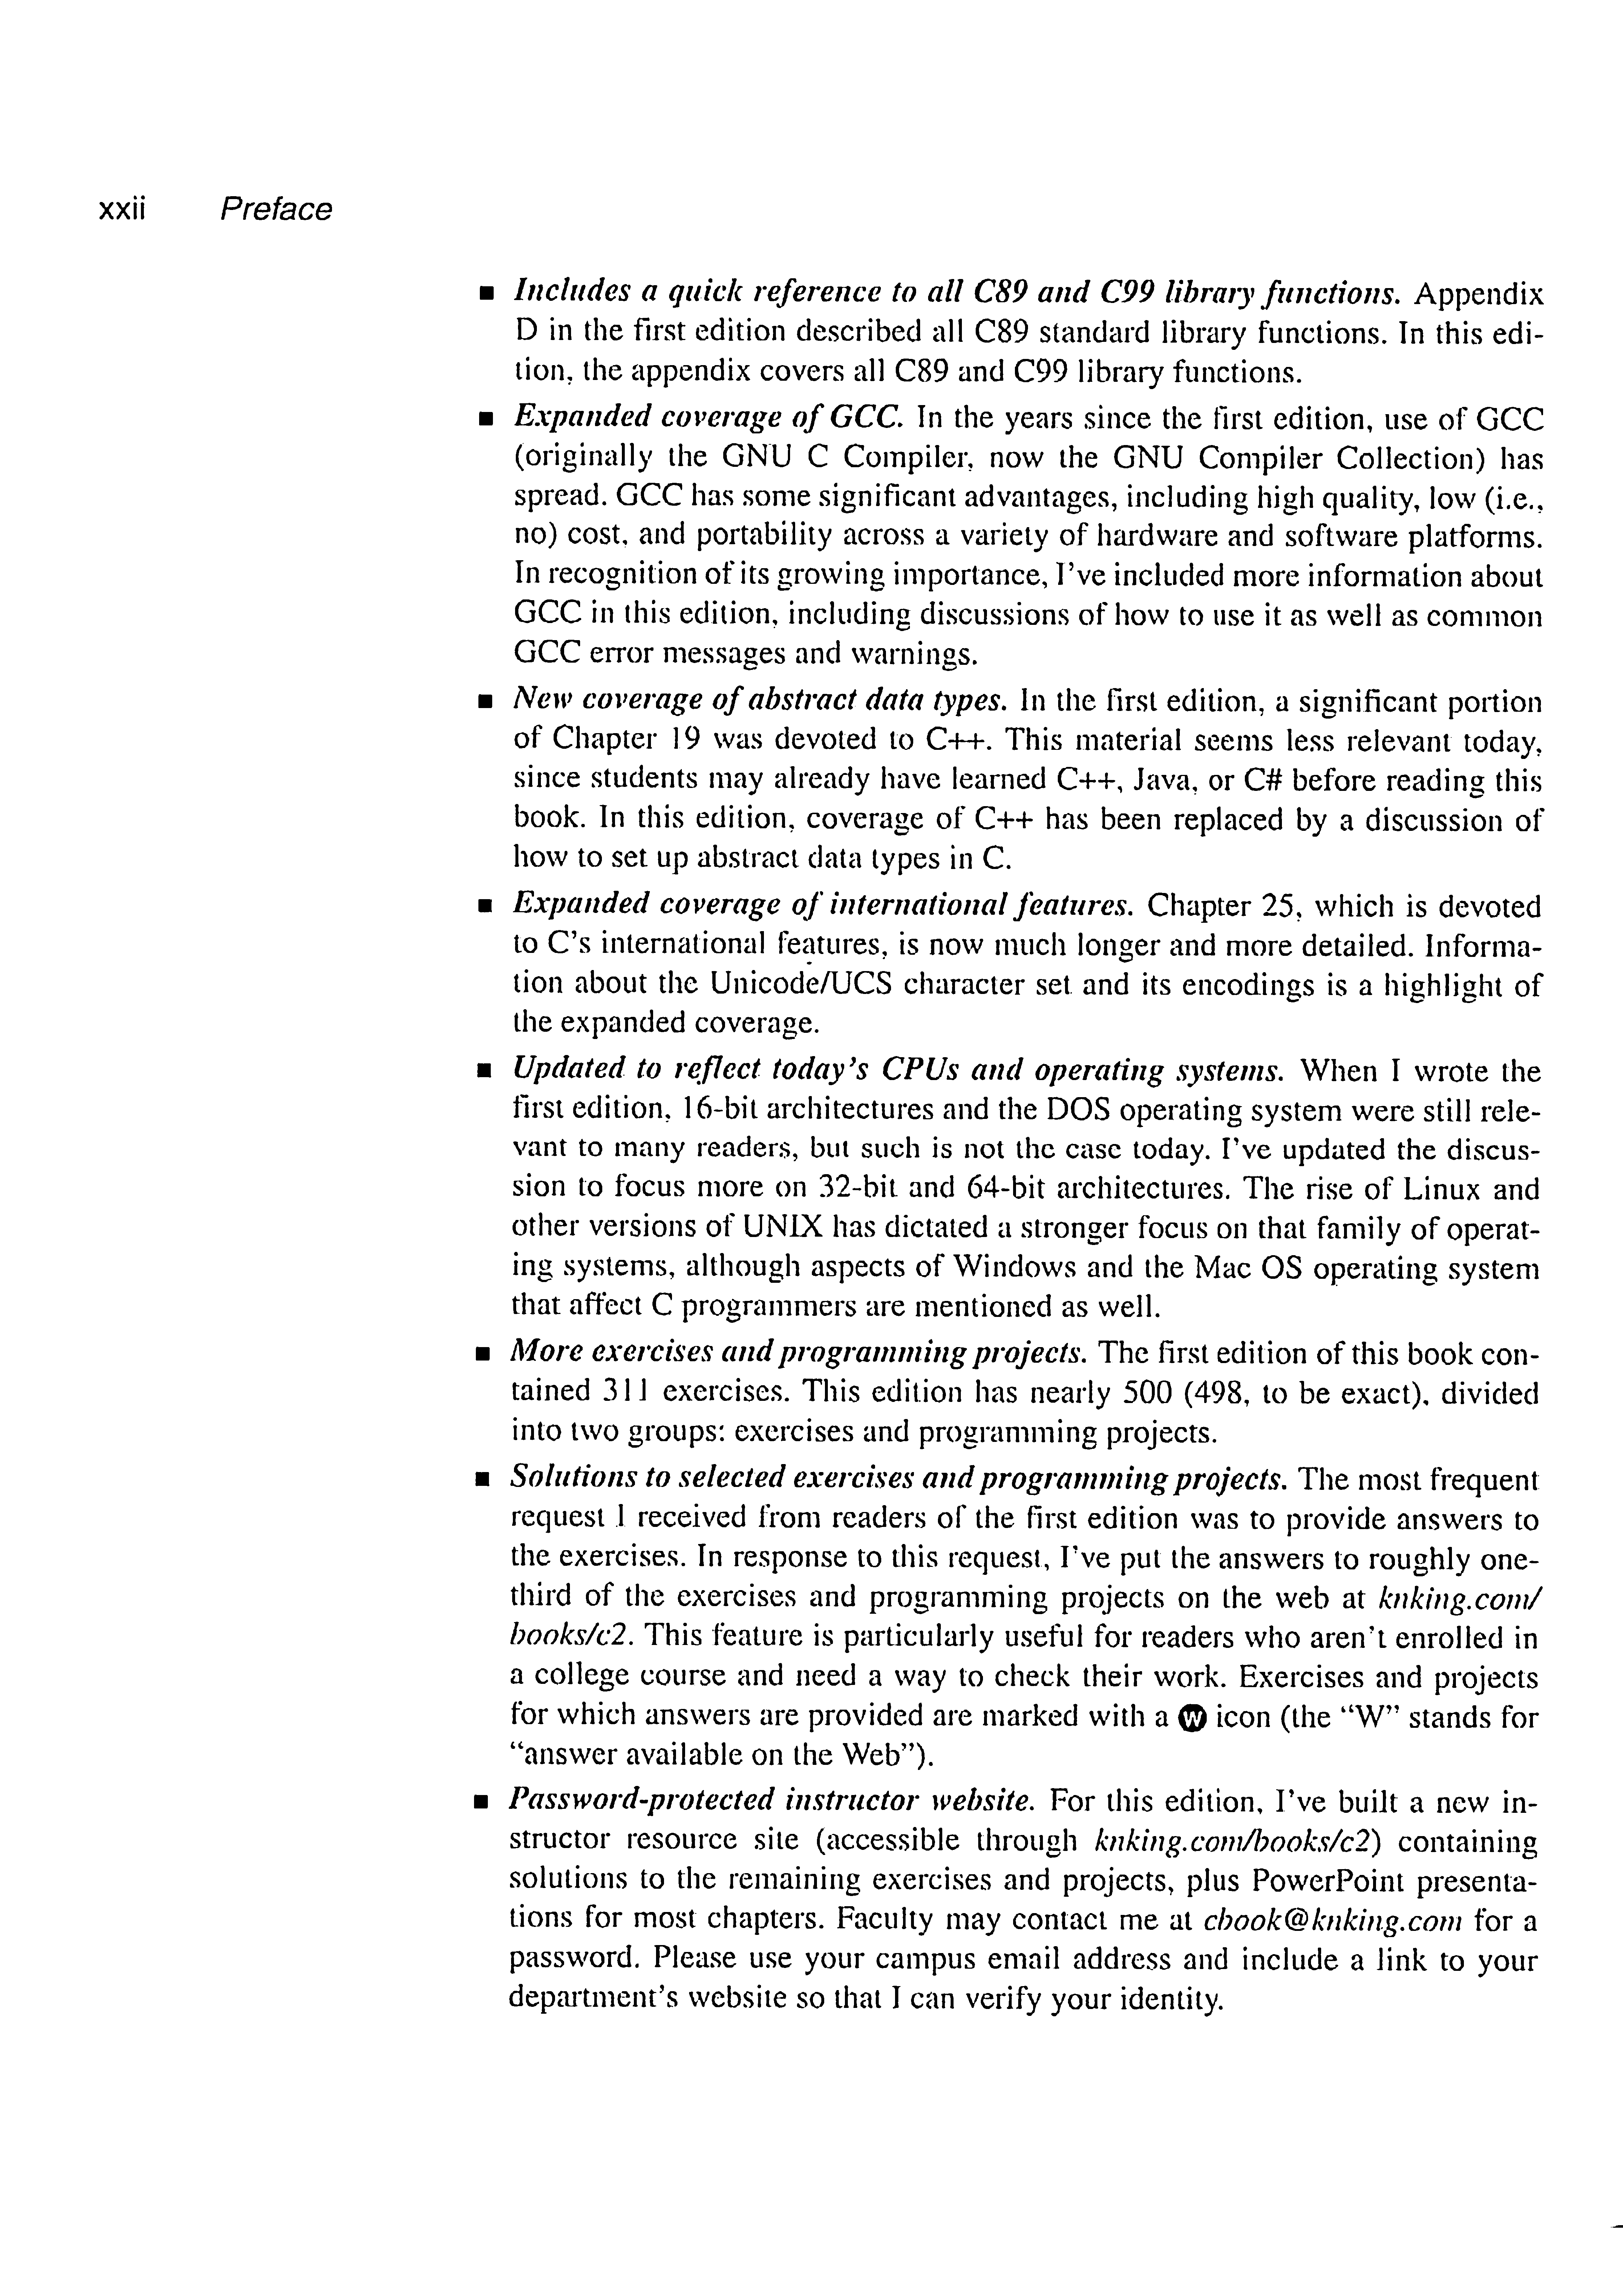 xxii Preface
■ Includes a quick reference to all C89 and C99 library functions. Appendix
D in the first edition described all C89 standard library functions. In this edi-
tion, the appendix covers all C89 and C99 library functions.
■ Expanded coverage of GCC. In the years since the first edition, use of GCC
(originally the GNU C Compiler, now the GNU Compiler Collection) has
spread. GCC has some significant advantages, including high quality, low (i.e.,
no) cost, and portability across a variety of hardware and software platforms.
In recognition of its growing importance, I've included more information about
GCC in this edition, including discussions of how to use it as well as common
GCC error messages and warnings.
■ New coverage of abstract data types. In the first edition, a significant portion
of Chapter 19 was devoted to C++. This material seems less relevant today,
since students may already have learned C++, Java, or C# before reading this
book. In this edition, coverage of C++ has been replaced by a discussion of
how to set up abstract data types in C.
■ Expanded coverage of international features. Chapter 25, which is devoted
to C's international features, is now much longer and more detailed. Informa-
tion about the Unicode/UCS character set and its encodings is a highlight of
the expanded coverage.
■ Updated to reflect today's CPUs and operating systems. When I wrote the
first edition, 16-bit architectures and the DOS operating system were still rele-
vant to many readers, but such is not the case today. I've updated the discus-
sion to focus more on 32-bit and 64-bit architectures. The rise of Linux and
other versions of UNIX has dictated a stronger focus on that family of operat-
ing systems, although aspects of Windows and the Mac OS operating system
that affect C programmers are mentioned as well.
■ More exercises and programming projects. The first edition of this book con-
tained 311 exercises. This edition has nearly 500 (498, to be exact), divided
into two groups: exercises and programming projects.
■ Solutions to selected exercises and programming projects. The most frequent
request I received from readers of the first edition was to provide answers to
the exercises. In response to this request, I've put the answers to roughly one-
third of the exercises and programming projects on the web at knking.com/
books/c2. This feature is particularly useful for readers who aren't enrolled in
a college course and need a way to check their work. Exercises and projects
for which answers are provided are marked with a W icon (the “W” stands for
“answer available on the Web”).
■ Password-protected instructor website. For this edition, I've built a new in-
structor resource site (accessible through knking.com/books/c2) containing
solutions to the remaining exercises and projects, plus PowerPoint presenta-
tions for most chapters. Faculty may contact me at cbook@knking.com for a
password. Please use your campus email address and include a link to your
department's website so that I can verify your identity.